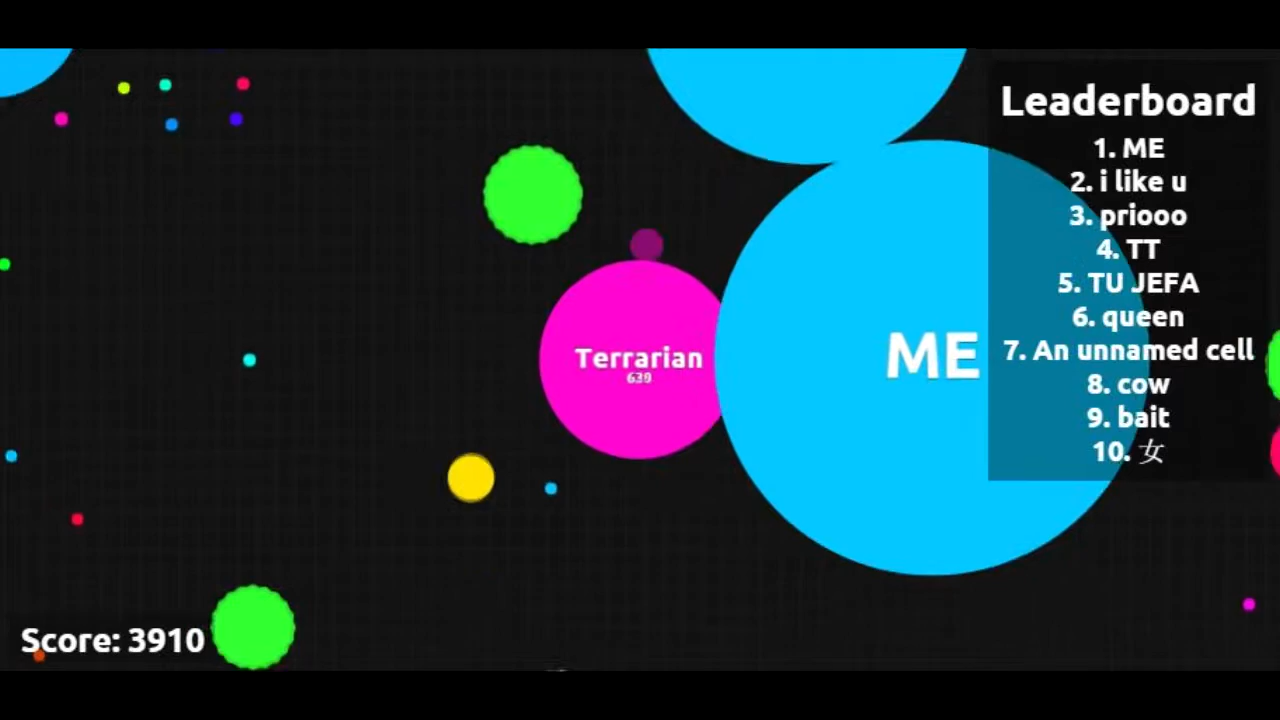 Leaderboard
1. ME
2. i like u
3. priooo
4. TT
5. TU JEFA
6. queen
7. An unnamed cell
8. cow
9. bait
10. 女
Terrarian
639
ME
Score: 3910